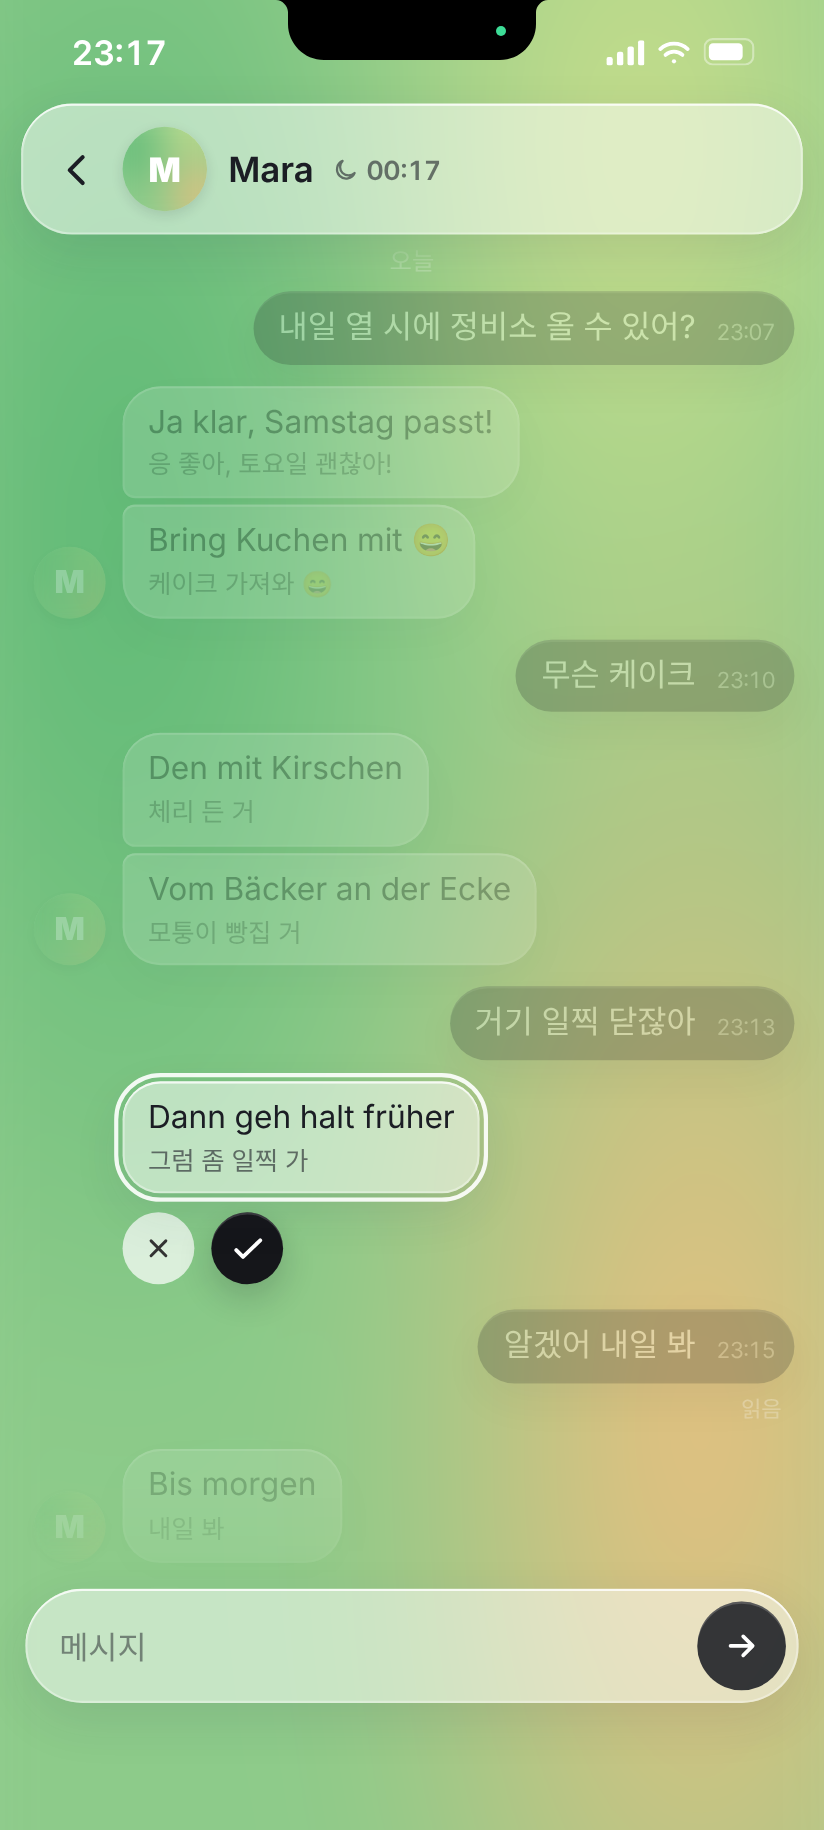 23:17
M
Mara 00:17
오늘
내일 열 시에 정비소 올 수 있어? 23:07
Ja klar, Samstag passt!
응 좋아, 토요일 괜찮아!
Bring Kuchen mit 😄
케이크 가져와 😄
M
무슨 케이크 23:10
Den mit Kirschen
체리 든 거
Vom Bäcker an der Ecke
모퉁이 빵집 거
M
거기 일찍 닫잖아 23:13
Dann geh halt früher
그럼 좀 일찍 가
알겠어 내일 봐 23:15
읽음
Bis morgen
내일 봐
M
메시지